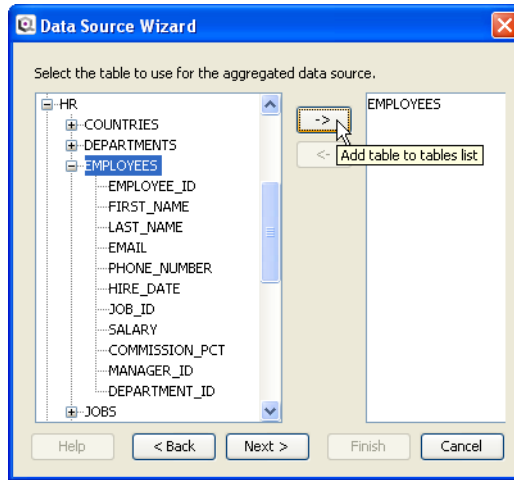 Data Source Wizard
Select the table to use for the aggregated data source.
HR
COUNTRIES
DEPARTMENTS
EMPLOYEES
EMPLOYEE_ID
FIRST_NAME
LAST_NAME
EMAIL
PHONE_NUMBER
HIRE_DATE
JOB_ID
SALARY
COMMISSION_PCT
MANAGER_ID
DEPARTMENT_ID
JOBS
->
<-
Add table to tables list
EMPLOYEES
Help
< Back
Next >
Finish
Cancel